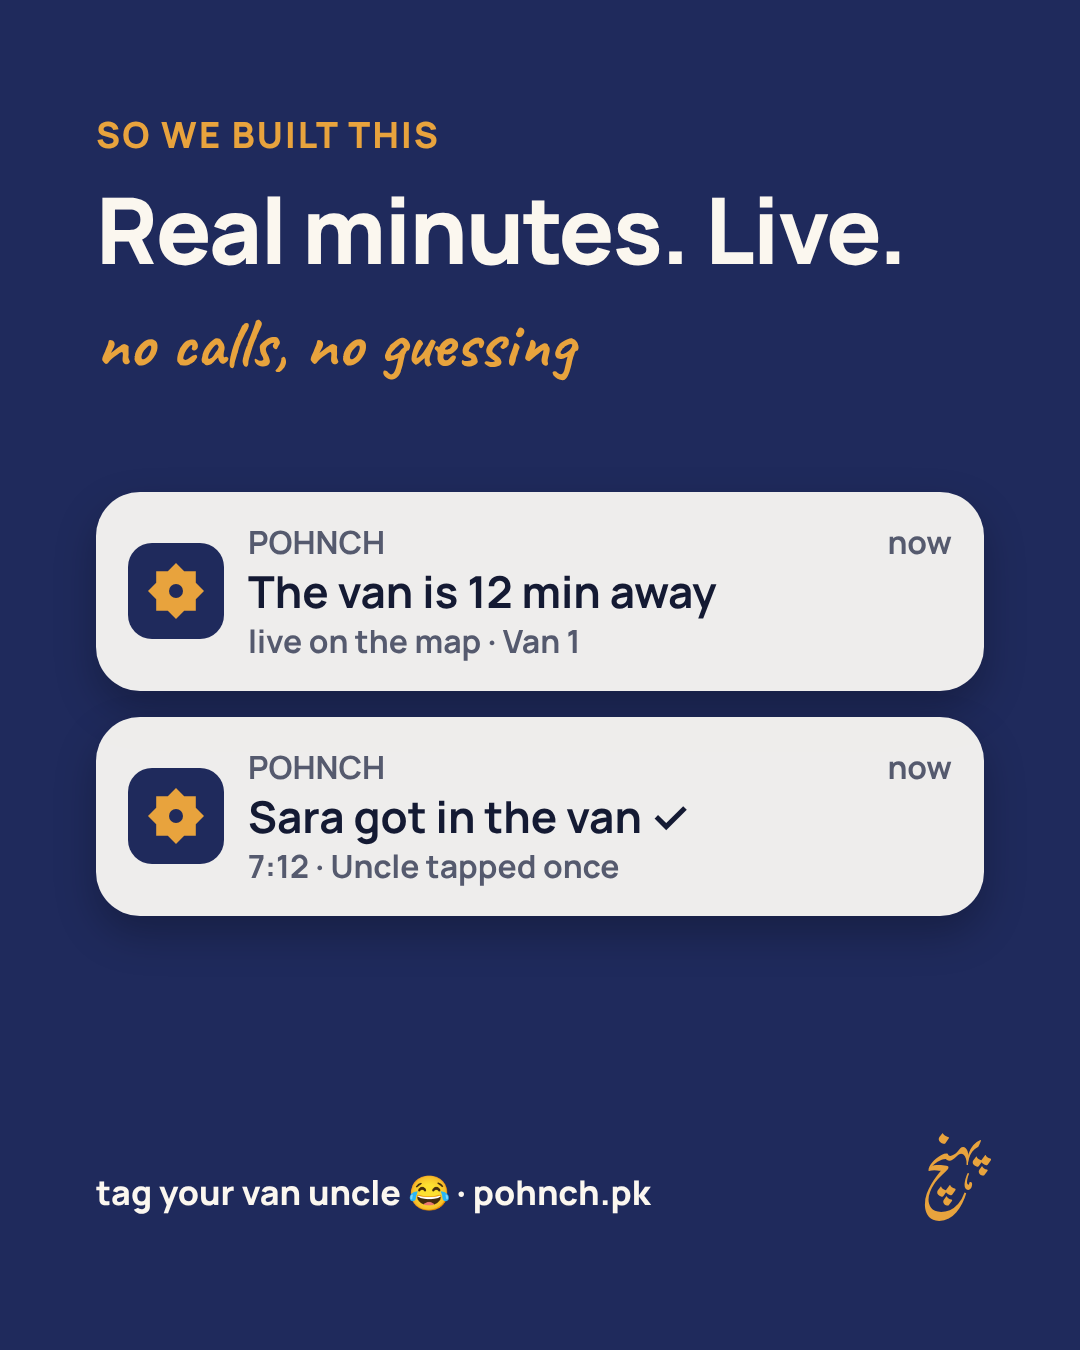 SO WE BUILT THIS
Real minutes. Live.
no calls, no guessing
POHNCH now
The van is 12 min away
live on the map · Van 1
POHNCH now
Sara got in the van ✓
7:12 · Uncle tapped once
tag your van uncle 😂 · pohnch.pk
پہنچ